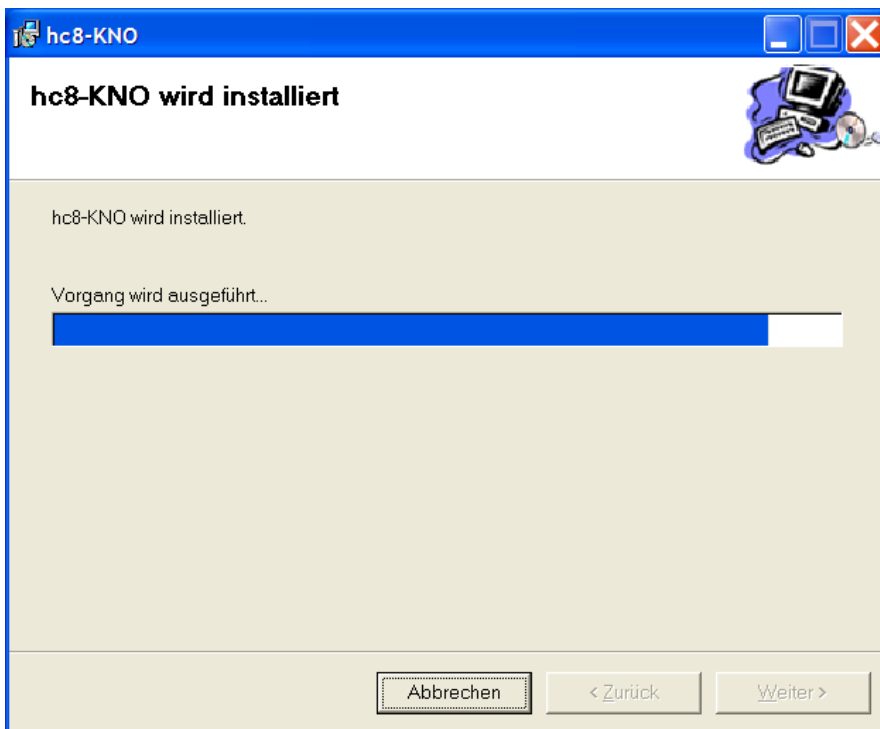 hc8-KNO
hc8-KNO wird installiert
hc8-KNO wird installiert.
Vorgang wird ausgeführt...
Abbrechen
< Zurück
Weiter >